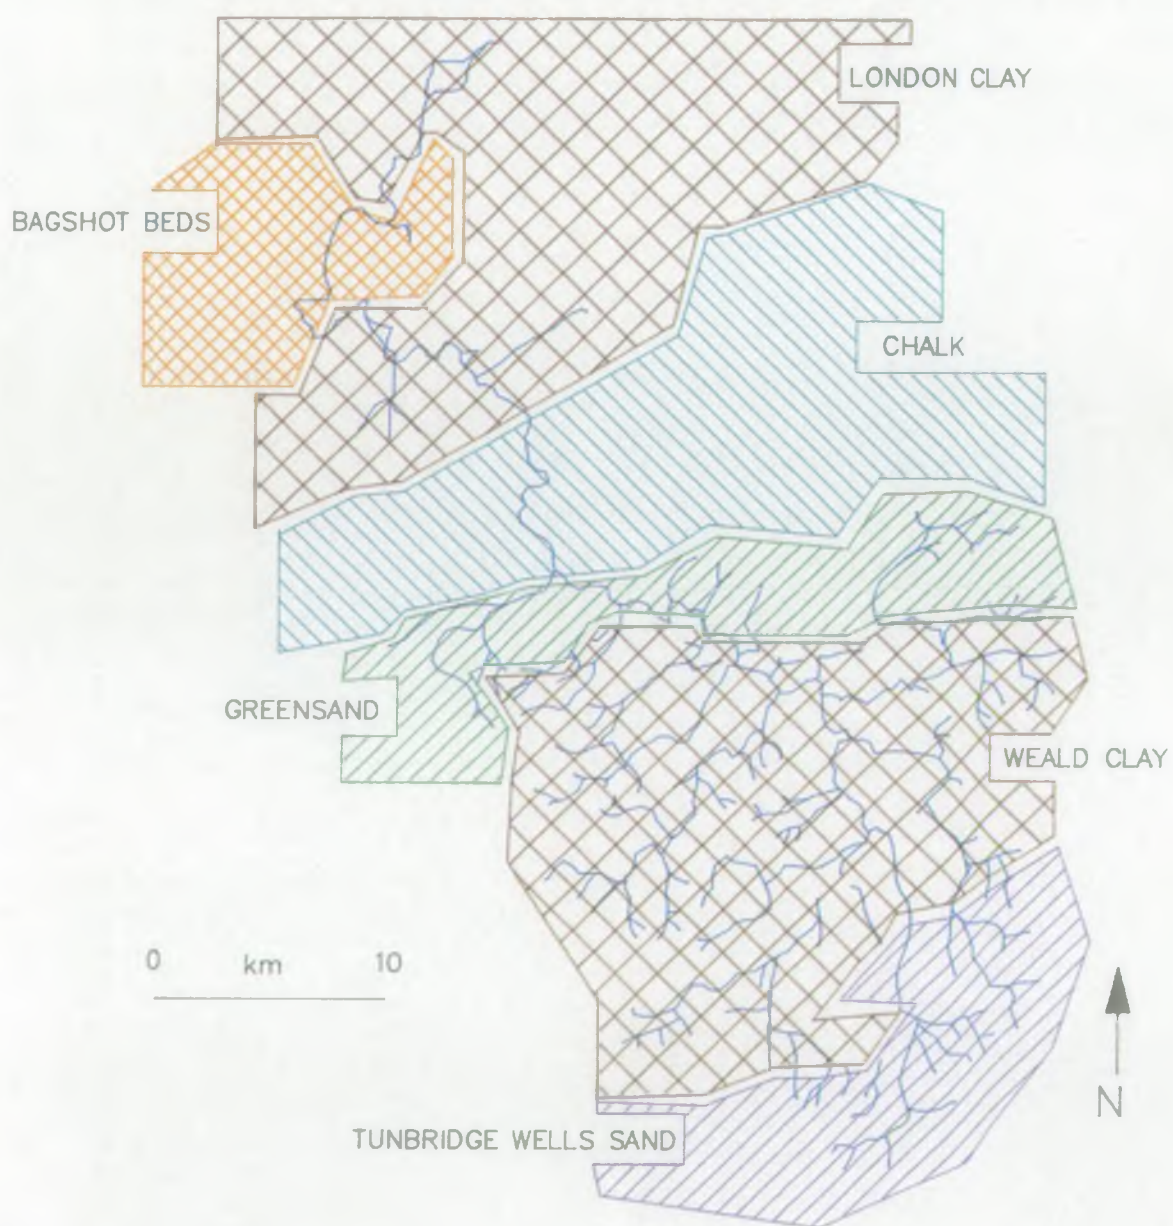 LONDON CLAY
BAGSHOT BEDS
CHALK
GREENSAND
WEALD CLAY
0 km 10
N
TUNBRIDGE WELLS SAND